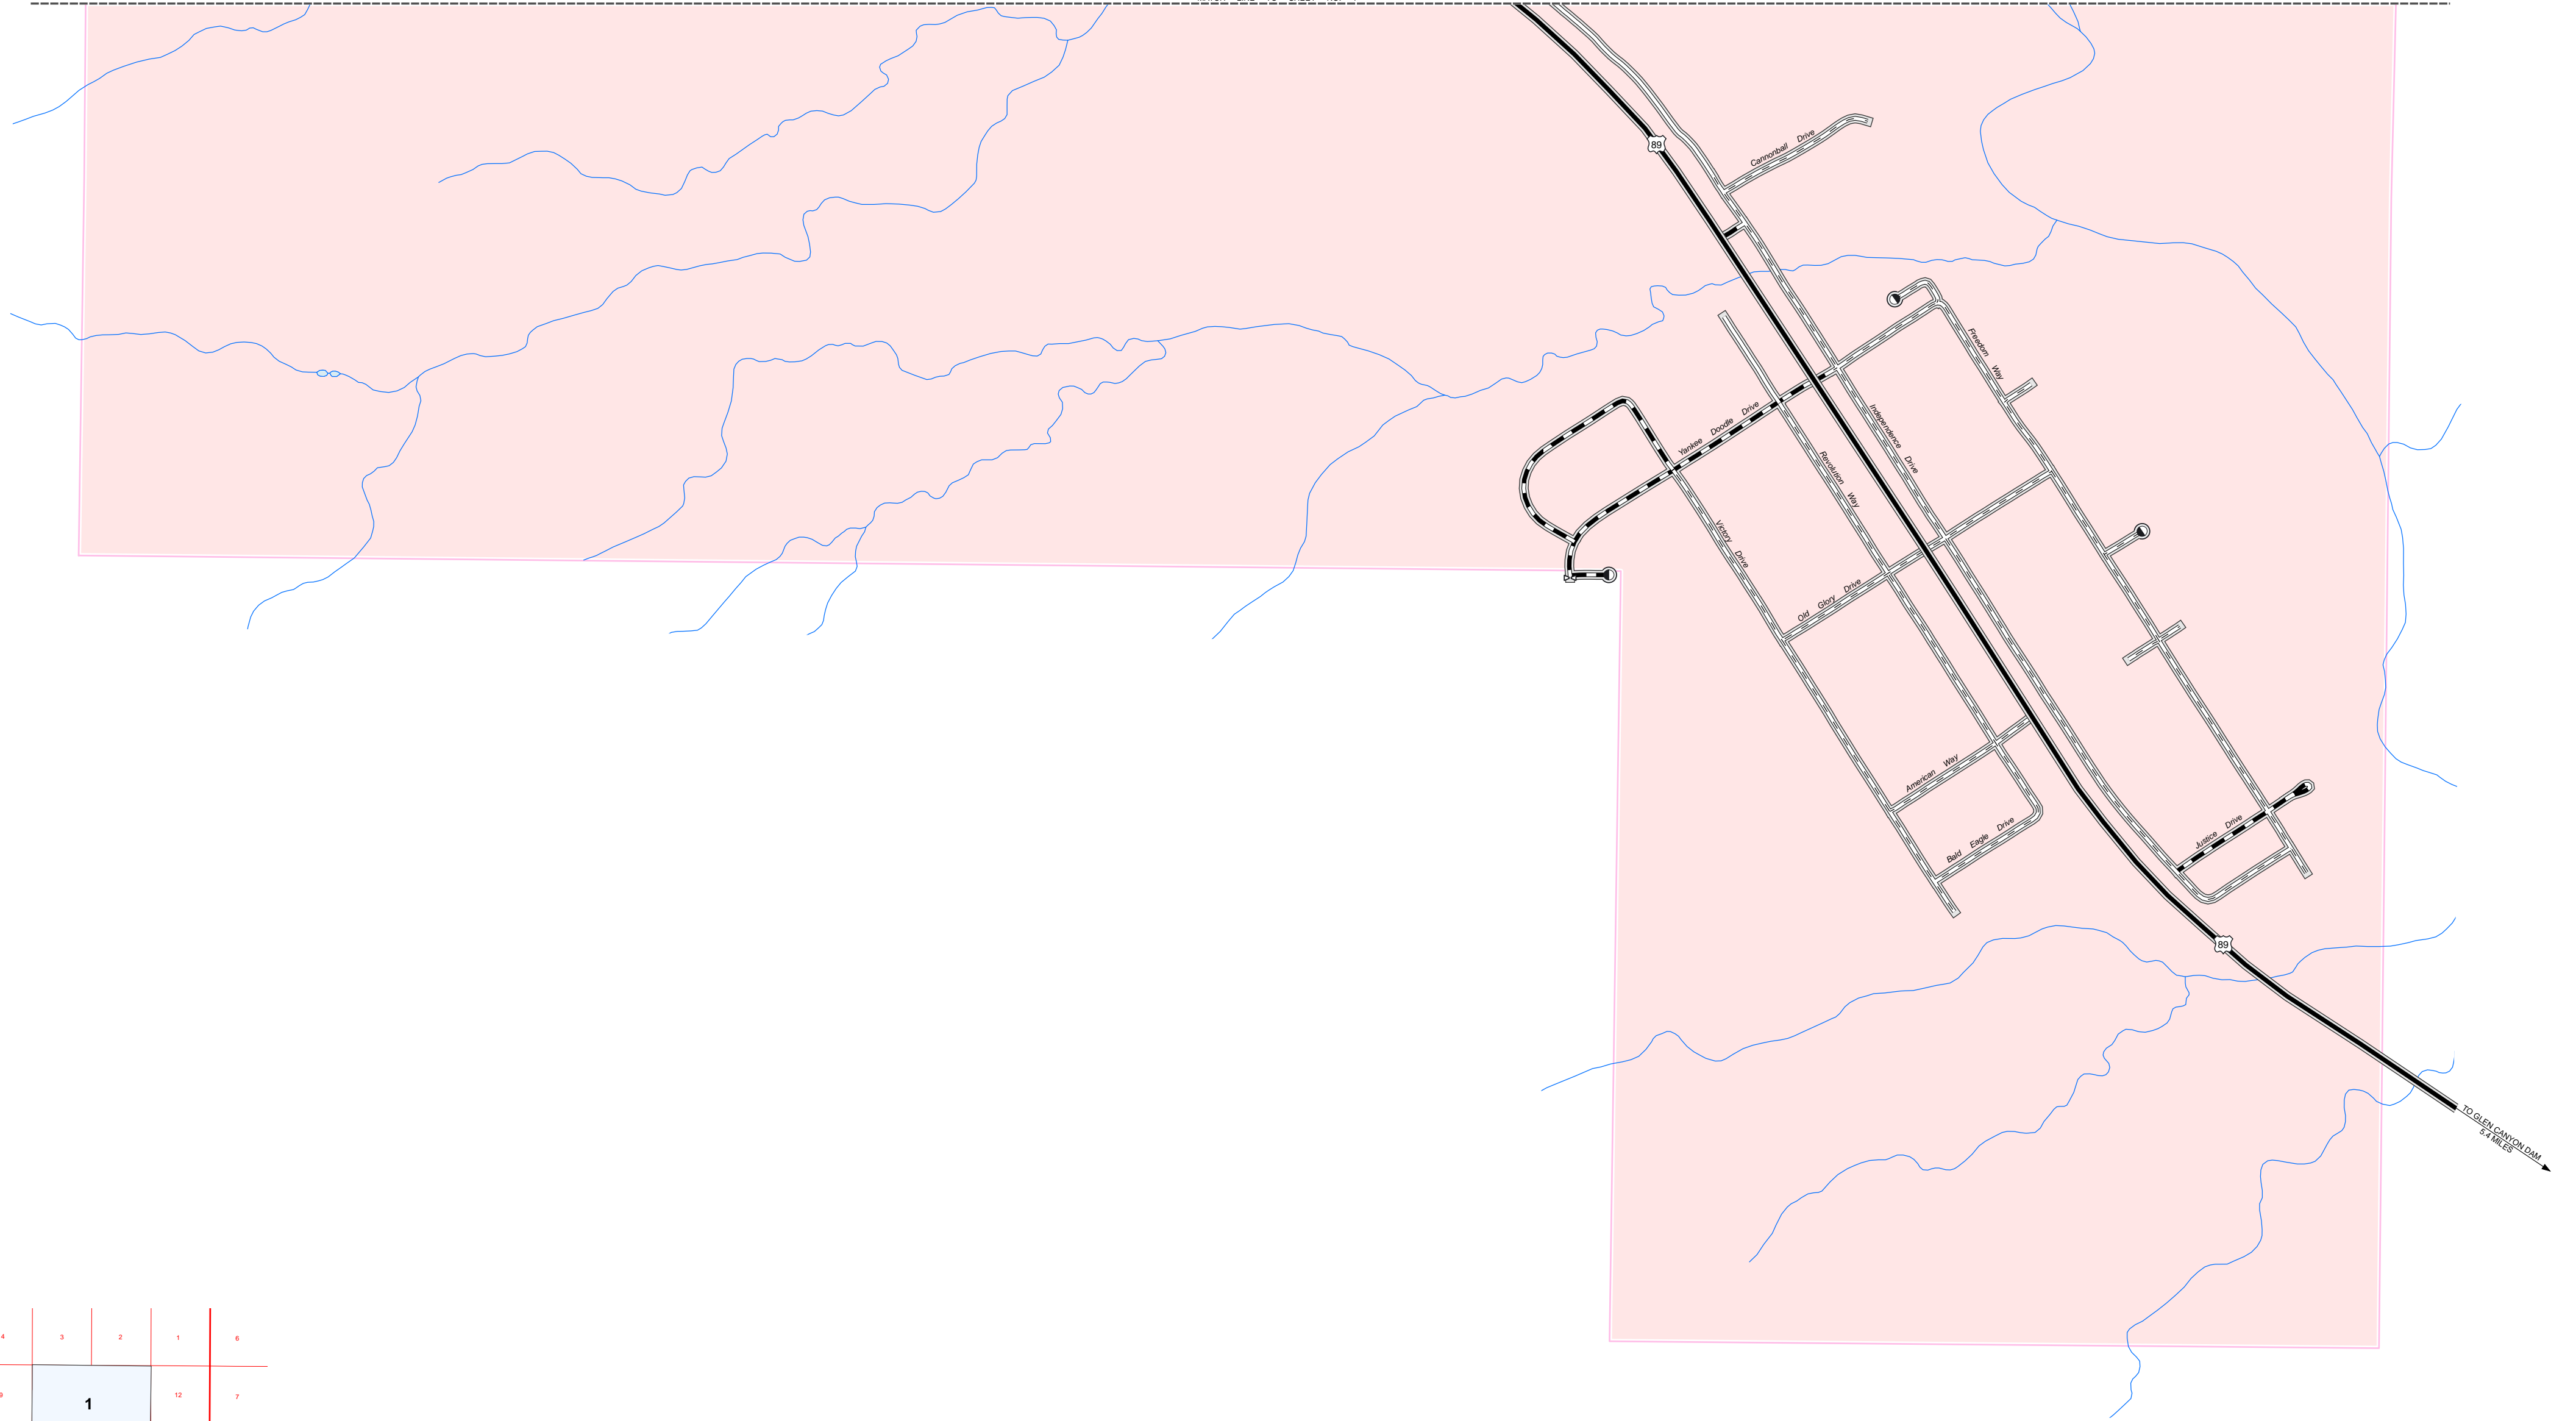 89
Cannonball Drive
Freedom Way
Independence Drive
Yankee Doodle Drive
Revolution Way
Victory Drive
Old Glory Drive
American Way
Bald Eagle Drive
Justice Drive
89
TO GLEN CANYON DAM
5.4 MILES
4 3 2 1 6
9 1 12 7